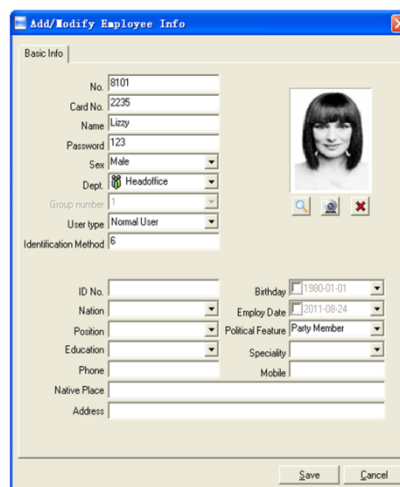 Add/Modify Employee Info
Basic Info
No. 8101
Card No. 2235
Name Lizzy
Password 123
Sex Male
Dept. Headoffice
Group number 1
User type Normal User
Identification Method 6
ID No. Birthday 1980-01-01
Nation Employ Date 2011-08-24
Position Political Feature Party Member
Education Speciality
Phone Mobile
Native Place
Address
Save Cancel